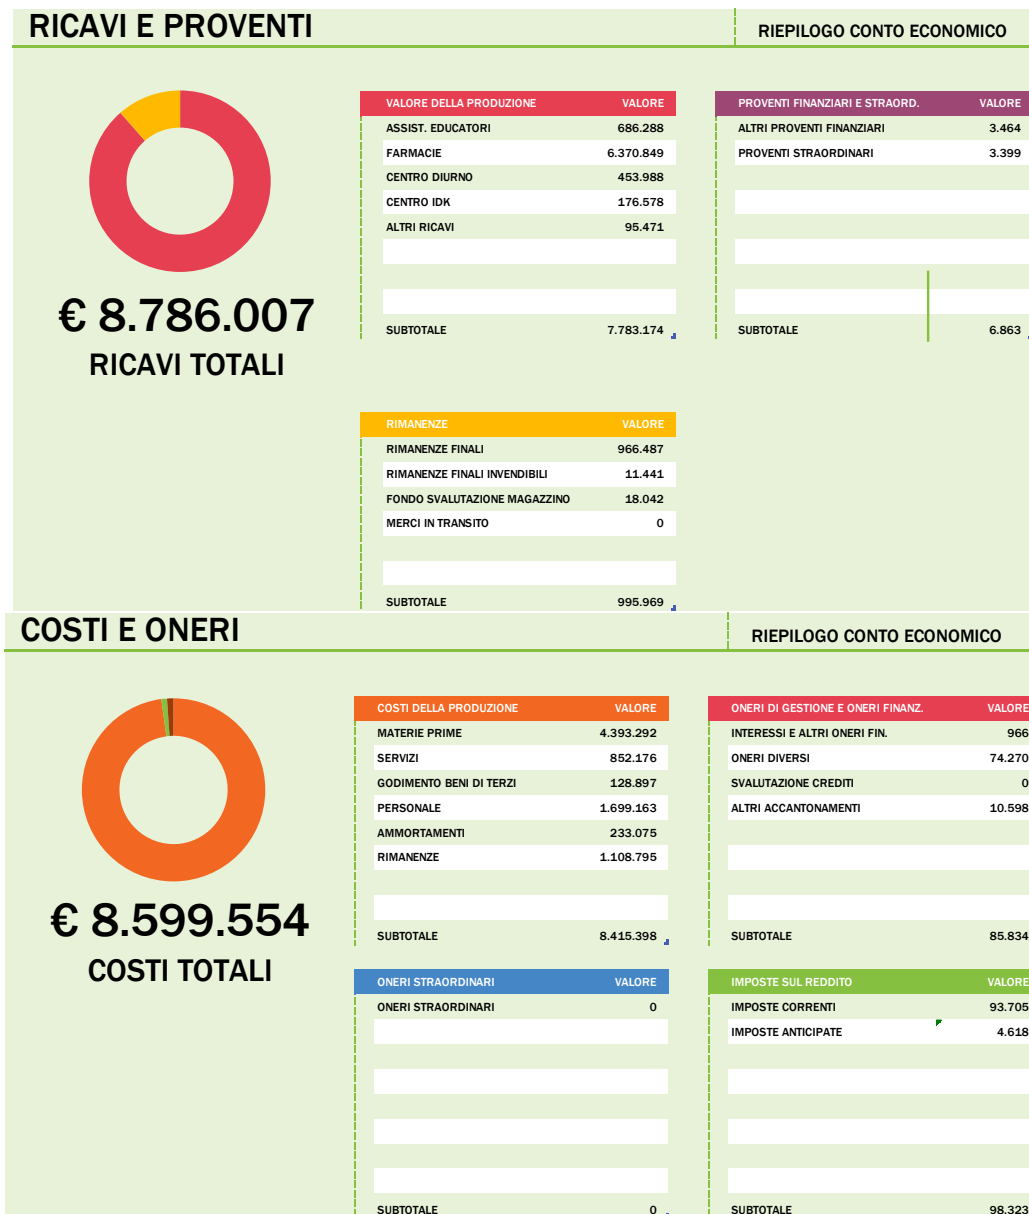 RICAVI E PROVENTI
RIEPILOGO CONTO ECONOMICO
€ 8.786.007
RICAVI TOTALI
VALORE DELLA PRODUZIONE VALORE
ASSIST. EDUCATORI 686.288
FARMACIE 6.370.849
CENTRO DIURNO 453.988
CENTRO IDK 176.578
ALTRI RICAVI 95.471
SUBTOTALE 7.783.174
PROVENTI FINANZIARI E STRAORD. VALORE
ALTRI PROVENTI FINANZIARI 3.464
PROVENTI STRAORDINARI 3.399
SUBTOTALE 6.863
RIMANENZE VALORE
RIMANENZE FINALI 966.487
RIMANENZE FINALI INVENDIBILI 11.441
FONDO SVALUTAZIONE MAGAZZINO 18.042
MERCI IN TRANSITO 0
SUBTOTALE 995.969
COSTI E ONERI
RIEPILOGO CONTO ECONOMICO
€ 8.599.554
COSTI TOTALI
COSTI DELLA PRODUZIONE VALORE
MATERIE PRIME 4.393.292
SERVIZI 852.176
GODIMENTO BENI DI TERZI 128.897
PERSONALE 1.699.163
AMMORTAMENTI 233.075
RIMANENZE 1.108.795
SUBTOTALE 8.415.398
ONERI DI GESTIONE E ONERI FINANZ. VALORE
INTERESSI E ALTRI ONERI FIN. 966
ONERI DIVERSI 74.270
SVALUTAZIONE CREDITI 0
ALTRI ACCANTONAMENTI 10.598
SUBTOTALE 85.834
ONERI STRAORDINARI VALORE
ONERI STRAORDINARI 0
SUBTOTALE 0
IMPOSTE SUL REDDITO VALORE
IMPOSTE CORRENTI 93.705
IMPOSTE ANTICIPATE 4.618
SUBTOTALE 98.323